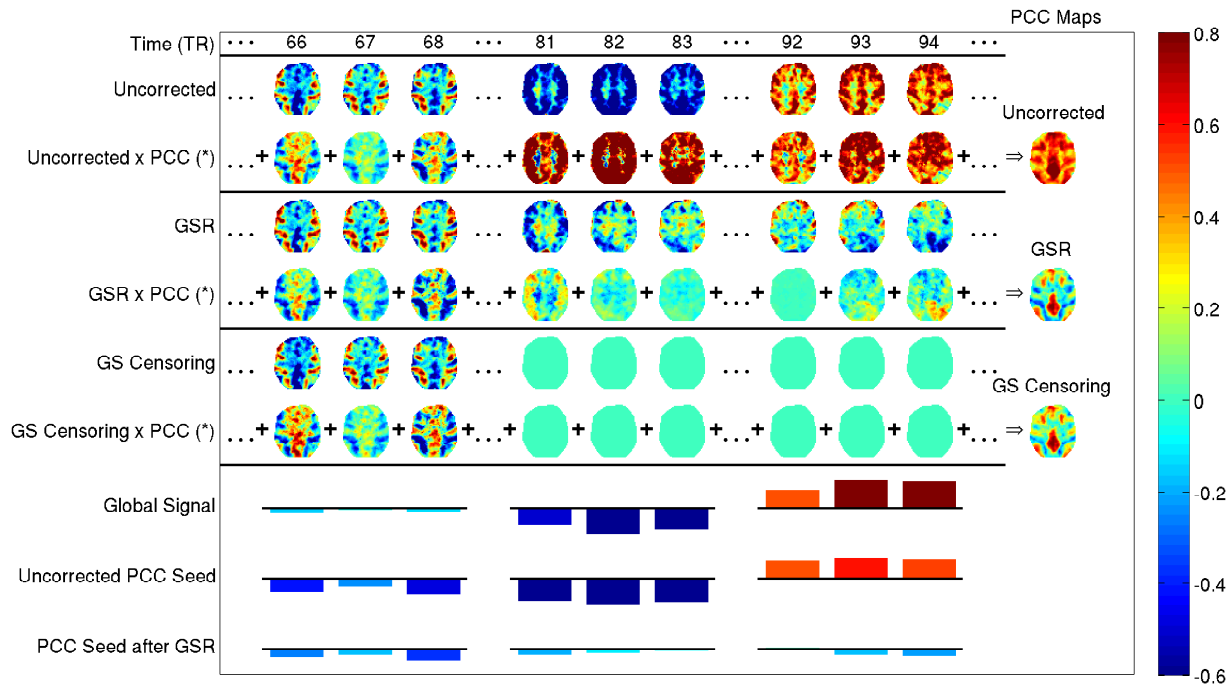 PCC Maps
Time (TR) ... 66 67 68 ... 81 82 83 ... 92 93 94 ...
Uncorrected ... ... ... ...
Uncorrected
Uncorrected x PCC (*) ...+ + + +...+ + + +...+ + + +... ⇒
GSR ... ... ... ...
GSR
GSR x PCC (*) ...+ + + +...+ + + +...+ + + +... ⇒
GS Censoring ... ... ... ...
GS Censoring
GS Censoring x PCC (*) ...+ + + +...+ + + +...+ + + +... ⇒
Global Signal
Uncorrected PCC Seed
PCC Seed after GSR
0.8
0.6
0.4
0.2
0
-0.2
-0.4
-0.6